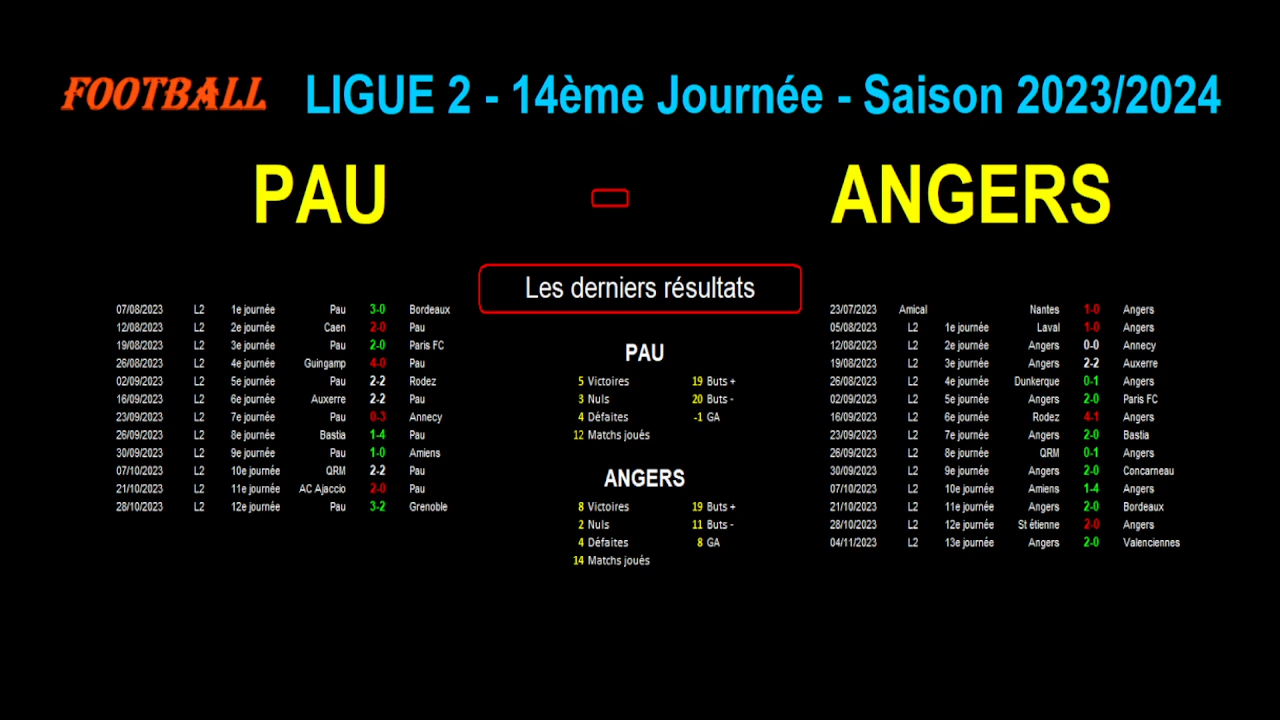 FOOTBALL LIGUE 2 - 14ème Journée - Saison 2023/2024
PAU - ANGERS
Les derniers résultats
07/08/2023 L2 1e journée Pau 3-0 Bordeaux
12/08/2023 L2 2e journée Caen 2-0 Pau
19/08/2023 L2 3e journée Pau 2-0 Paris FC
26/08/2023 L2 4e journée Guingamp 4-0 Pau
02/09/2023 L2 5e journée Pau 2-2 Rodez
16/09/2023 L2 6e journée Auxerre 2-2 Pau
23/09/2023 L2 7e journée Pau 0-3 Annecy
26/09/2023 L2 8e journée Bastia 1-4 Pau
30/09/2023 L2 9e journée Pau 1-0 Amiens
07/10/2023 L2 10e journée QRM 2-2 Pau
21/10/2023 L2 11e journée AC Ajaccio 2-0 Pau
28/10/2023 L2 12e journée Pau 3-2 Grenoble
PAU
5 Victoires 19 Buts +
3 Nuls 20 Buts -
4 Défaites -1 GA
12 Matchs joués
ANGERS
8 Victoires 19 Buts +
2 Nuls 11 Buts -
4 Défaites 8 GA
14 Matchs joués
23/07/2023 Amical Nantes 1-0 Angers
05/08/2023 L2 1e journée Laval 1-0 Angers
12/08/2023 L2 2e journée Angers 0-0 Annecy
19/08/2023 L2 3e journée Angers 2-2 Auxerre
26/08/2023 L2 4e journée Dunkerque 0-1 Angers
02/09/2023 L2 5e journée Angers 2-0 Paris FC
16/09/2023 L2 6e journée Rodez 4-1 Angers
23/09/2023 L2 7e journée Angers 2-0 Bastia
26/09/2023 L2 8e journée QRM 0-1 Angers
30/09/2023 L2 9e journée Angers 2-0 Concarneau
07/10/2023 L2 10e journée Amiens 1-4 Angers
21/10/2023 L2 11e journée Angers 2-0 Bordeaux
28/10/2023 L2 12e journée St étienne 2-0 Angers
04/11/2023 L2 13e journée Angers 2-0 Valenciennes